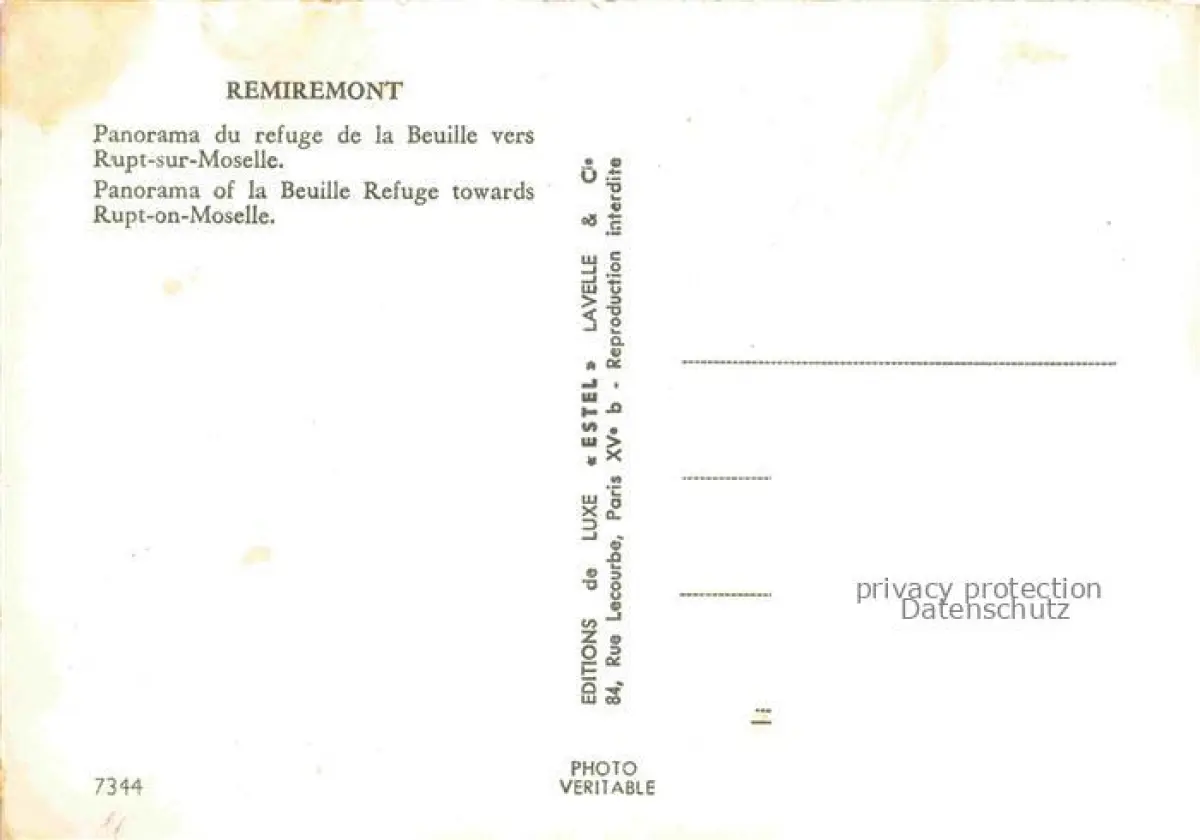 REMIREMONT
Panorama du refuge de la Beuille vers
Rupt-sur-Moselle.
Panorama of la Beuille Refuge towards
Rupt-on-Moselle.
EDITIONS de LUXE « ESTEL » LAVELLE & Cie
84, Rue Lecourbe, Paris XVe b - Reproduction interdite
privacy protection
Datenschutz
7344
PHOTO
VERITABLE